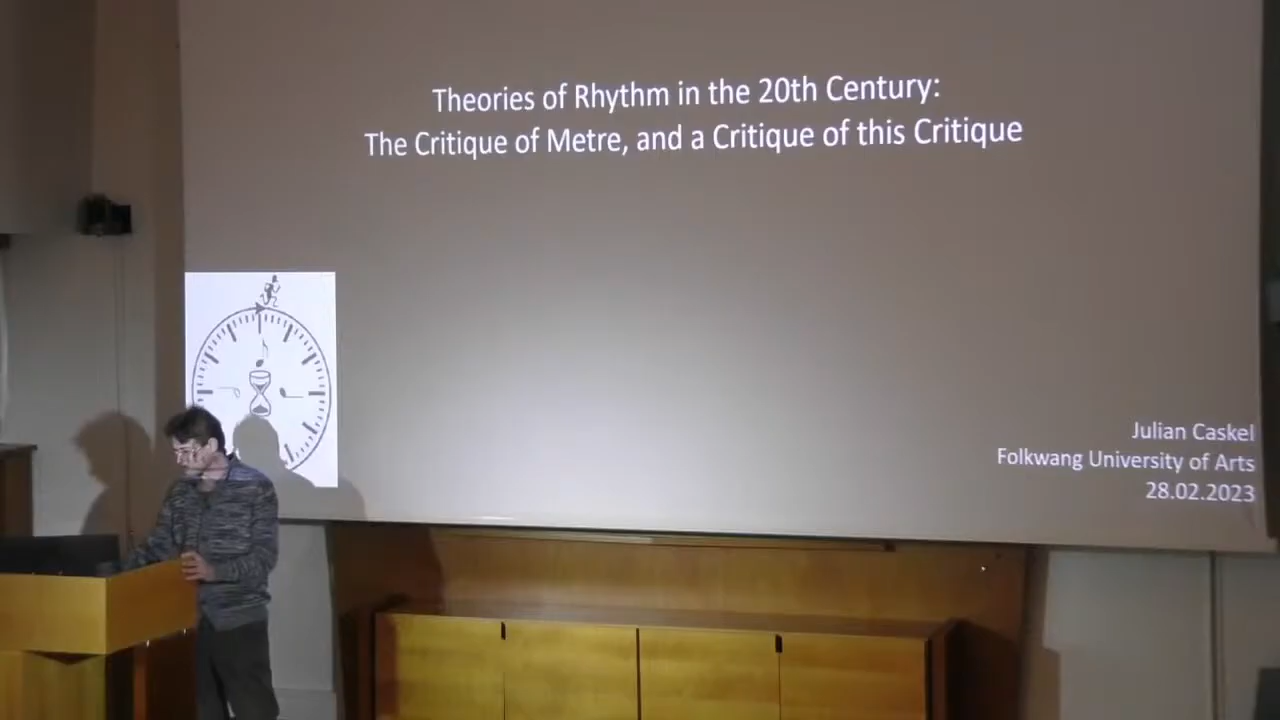 Theories of Rhythm in the 20th Century:
The Critique of Metre, and a Critique of this Critique
Julian Caskel
Folkwang University of Arts
28.02.2023